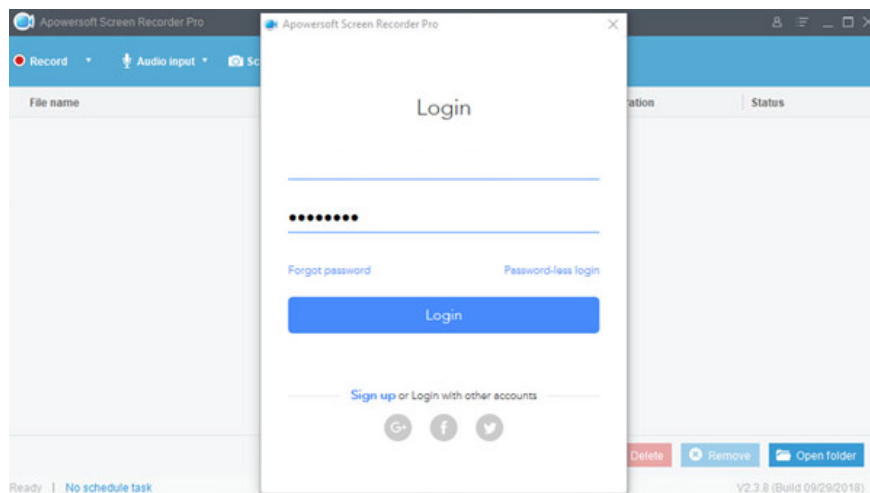 Apowersoft Screen Recorder Pro
Apowersoft Screen Recorder Pro
Record
Audio input
Sc
File name
ration
Status
Login
••••••••
Forgot password
Password-less login
Login
Sign up or Login with other accounts
G+ f
Delete
Remove
Open folder
Ready | No schedule task
V2.3.8 (Build 09/29/2018)